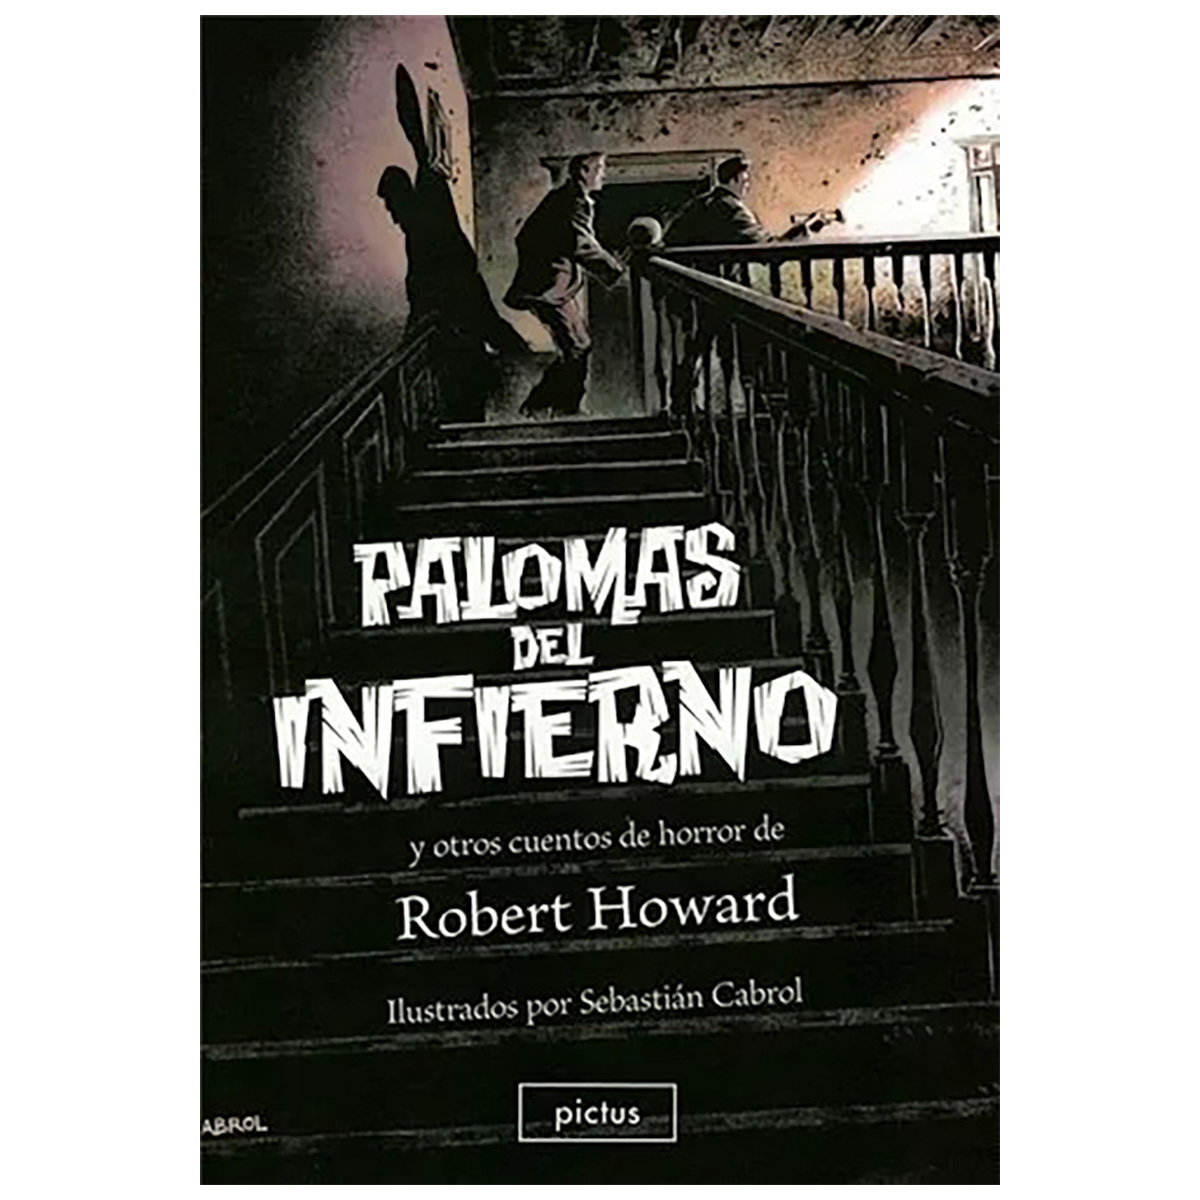 PALOMAS
DEL
INFIERNO
y otros cuentos de horror de
Robert Howard
Ilustrados por Sebastián Cabrol
pictus
ABROL